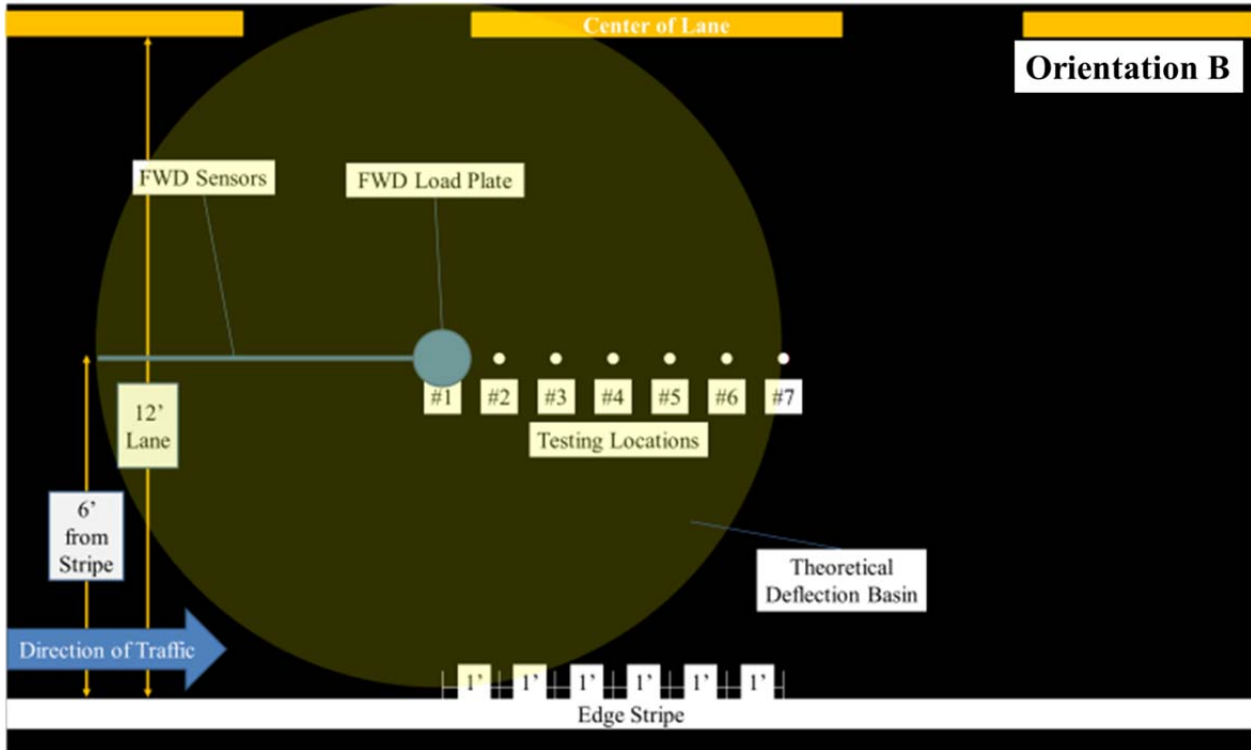 Center of Lane
Orientation B
FWD Sensors
FWD Load Plate
#1
#2
#3
#4
#5
#6
#7
Testing Locations
12’
Lane
6’
from
Stripe
Theoretical
Deflection Basin
Direction of Traffic
1’
1’
1’
1’
1’
1’
Edge Stripe